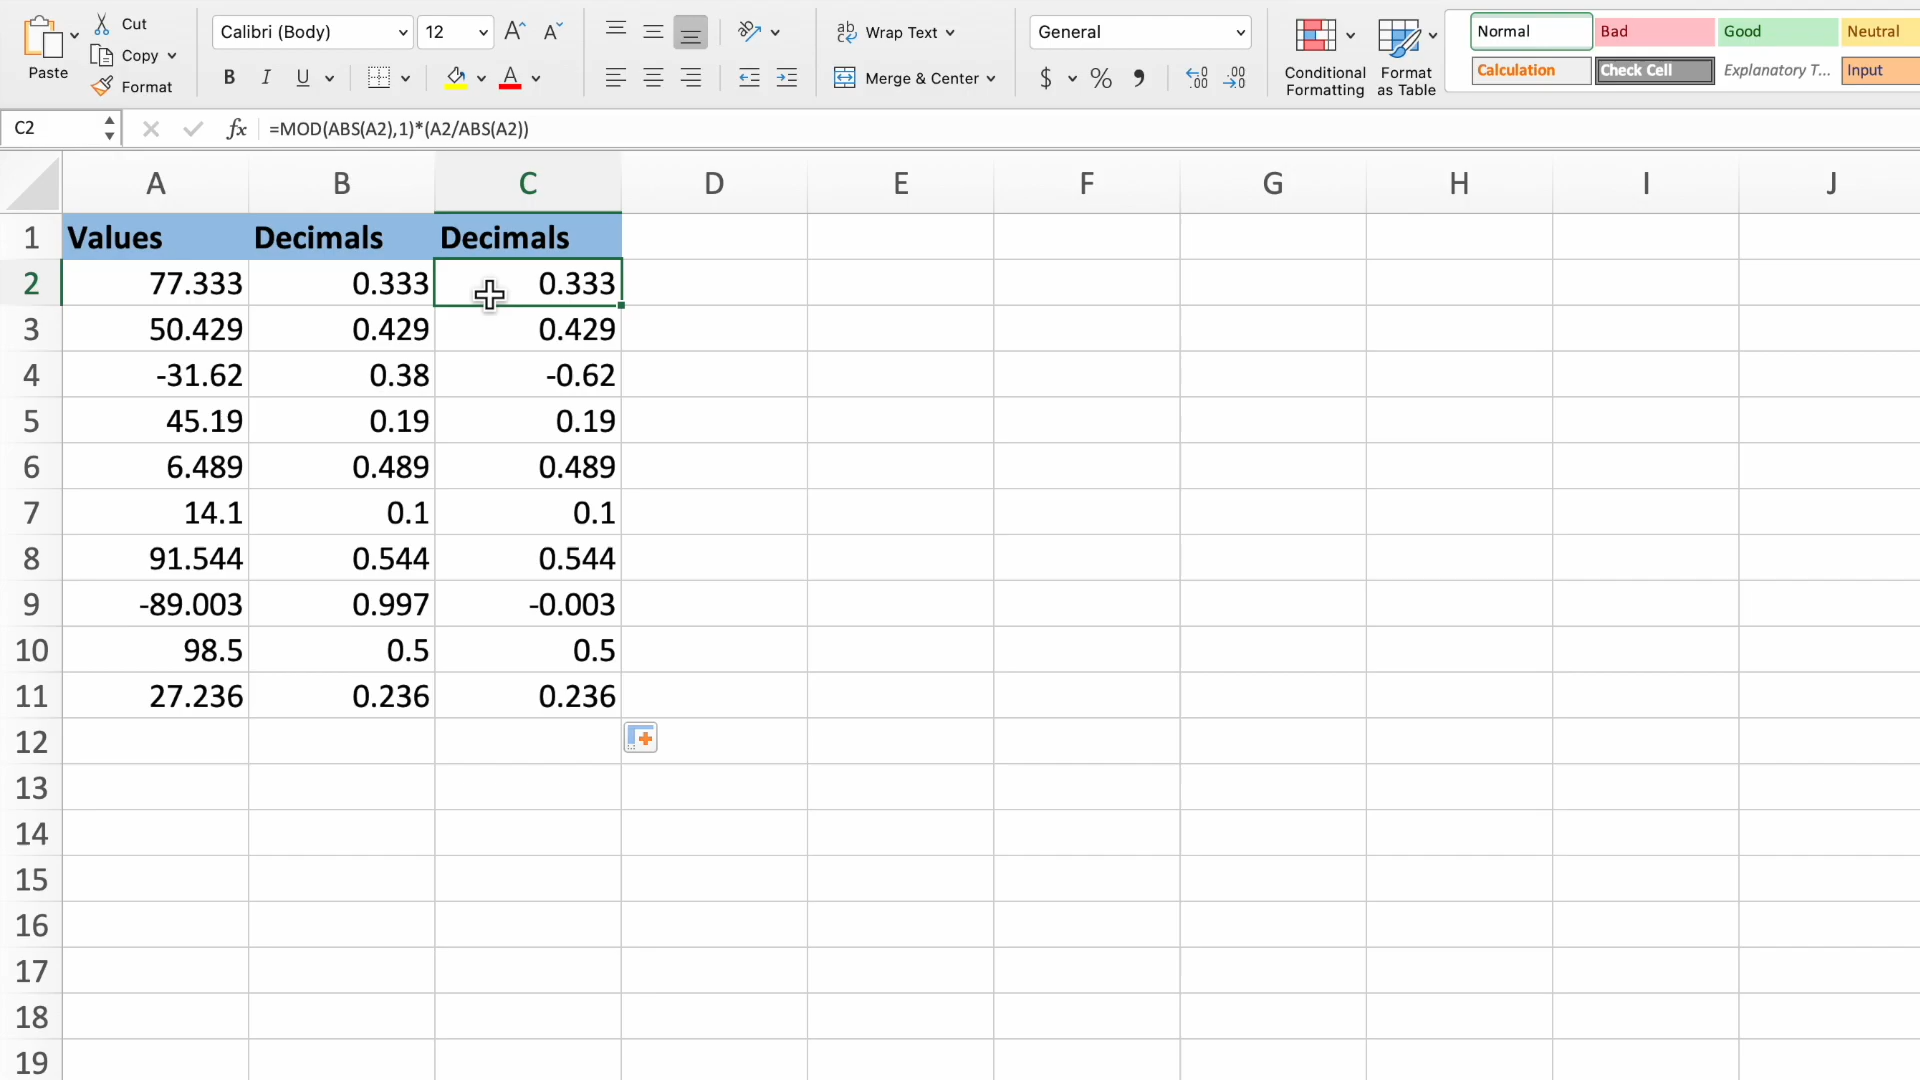 Paste
Cut
Copy
Format
Calibri (Body)
12
A A
B I U A
ab Wrap Text
Merge & Center
General
$ % 9 .00 .00
Conditional Formatting
Format as Table
Normal Bad Good Neutral
Calculation Check Cell Explanatory T... Input
C2 fx =MOD(ABS(A2),1)*(A2/ABS(A2))
A B C D E F G H I J
1 Values Decimals Decimals
2 77.333 0.333 0.333
3 50.429 0.429 0.429
4 -31.62 0.38 -0.62
5 45.19 0.19 0.19
6 6.489 0.489 0.489
7 14.1 0.1 0.1
8 91.544 0.544 0.544
9 -89.003 0.997 -0.003
10 98.5 0.5 0.5
11 27.236 0.236 0.236
12
13
14
15
16
17
18
19